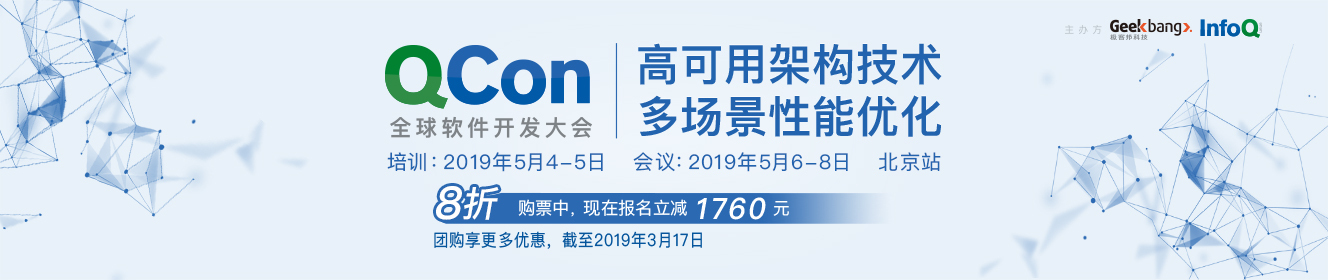 主办方 Geekbang 极客邦科技 InfoQ
QCon
全球软件开发大会
高可用架构技术
多场景性能优化
培训：2019年5月4-5日 会议：2019年5月6-8日 北京站
8折 购票中，现在报名立减 1760 元
团购享更多优惠，截至2019年3月17日